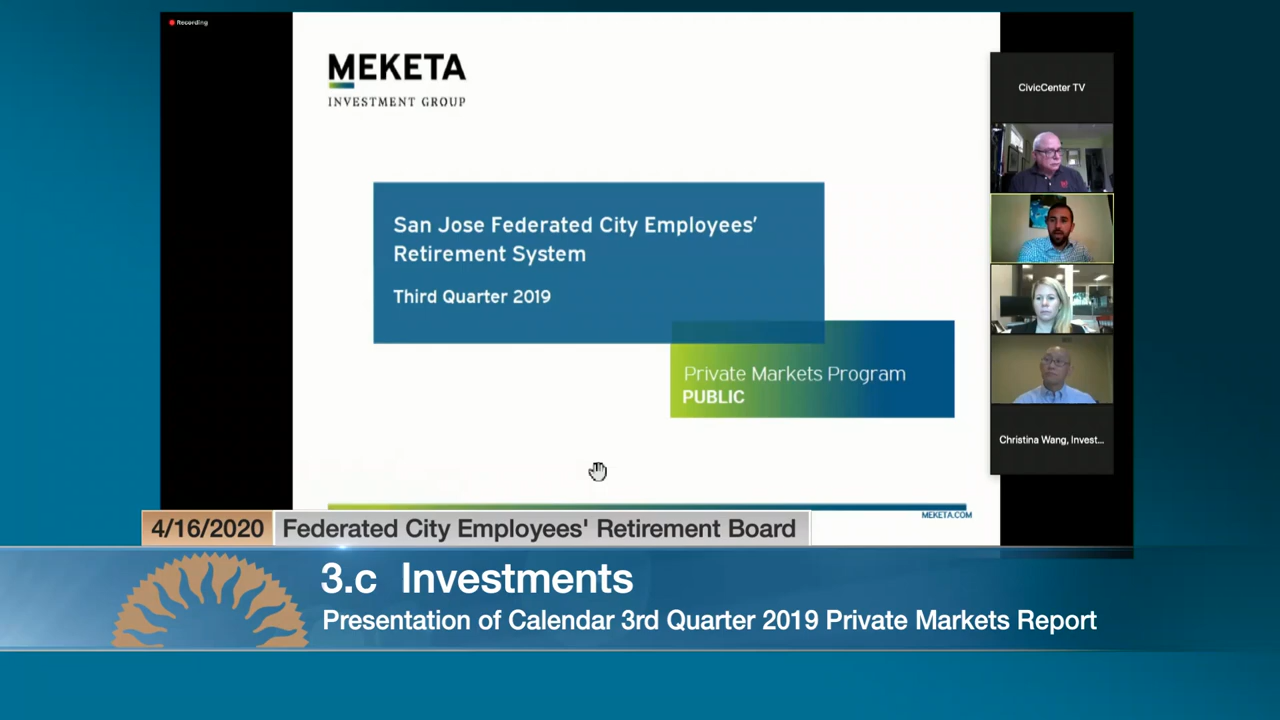 Recording
MEKETA
INVESTMENT GROUP
San Jose Federated City Employees'
Retirement System
Third Quarter 2019
Private Markets Program
PUBLIC
MEKETA.COM
CivicCenter TV
Christina Wang, Invest...
4/16/2020 Federated City Employees' Retirement Board
3.c Investments
Presentation of Calendar 3rd Quarter 2019 Private Markets Report